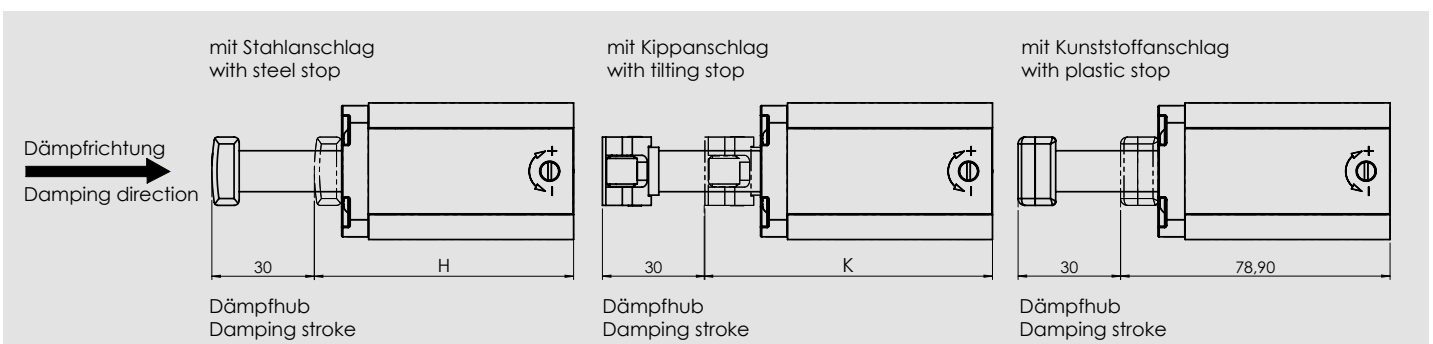 mit Stahlanschlag
with steel stop
mit Kippanschlag
with tilting stop
mit Kunststoffanschlag
with plastic stop
Dämpfrichtung
Damping direction
+
-
+
-
+
-
30
H
30
K
30
78,90
Dämpfhub
Damping stroke
Dämpfhub
Damping stroke
Dämpfhub
Damping stroke